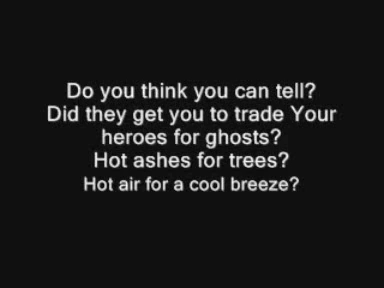 Do you think you can tell?
Did they get you to trade Your
heroes for ghosts?
Hot ashes for trees?
Hot air for a cool breeze?